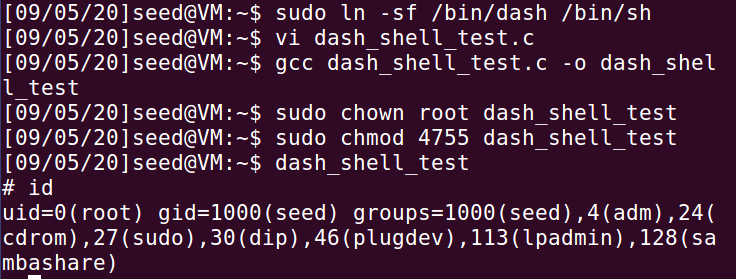 [09/05/20]seed@VM:~$ sudo ln -sf /bin/dash /bin/sh
[09/05/20]seed@VM:~$ vi dash_shell_test.c
[09/05/20]seed@VM:~$ gcc dash_shell_test.c -o dash_shel
l_test
[09/05/20]seed@VM:~$ sudo chown root dash_shell_test
[09/05/20]seed@VM:~$ sudo chmod 4755 dash_shell_test
[09/05/20]seed@VM:~$ dash_shell_test
# id
uid=0(root) gid=1000(seed) groups=1000(seed),4(adm),24(
cdrom),27(sudo),30(dip),46(plugdev),113(lpadmin),128(sa
mbashare)